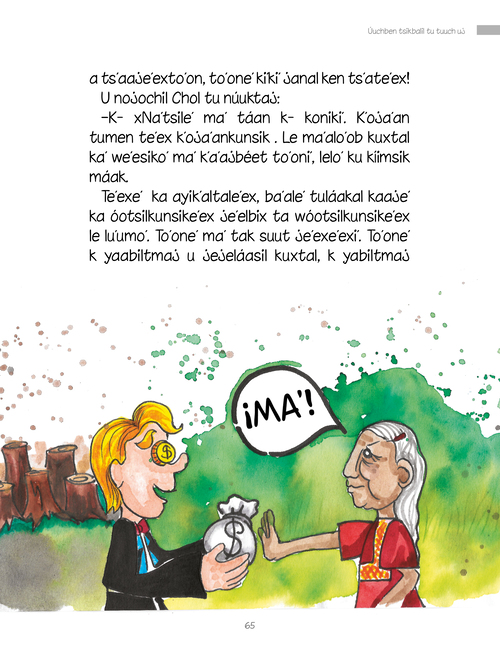 Úuchben tsikbalil tu tuuch uj
a ts'aaje'exto'on, to'one' ki'ki' janal ken ts'ate'ex!
U nojochil Chol tu núuktaj:
–K- xNa'tsile' ma' táan k- koniki'. K'oja'an
tumen te'ex k'oja'ankunsik . Le ma'alo'ob kuxtal
ka' we'esiko' ma' k'a'ajbéet to'oni', lelo' ku kíimsik
máak.
Te'exe' ka ayik'altale'ex, ba'ale' tuláakal kaaje'
ka óotsilkunsike'ex je'elbix ta wóotsilkunsike'ex
le lu'umo'. To'one' ma' tak suut je'exe'exi'. To'one'
k yaabiltmaj u jejeláasil kuxtal, k yabiltmaj
¡MA'!
$
$
65